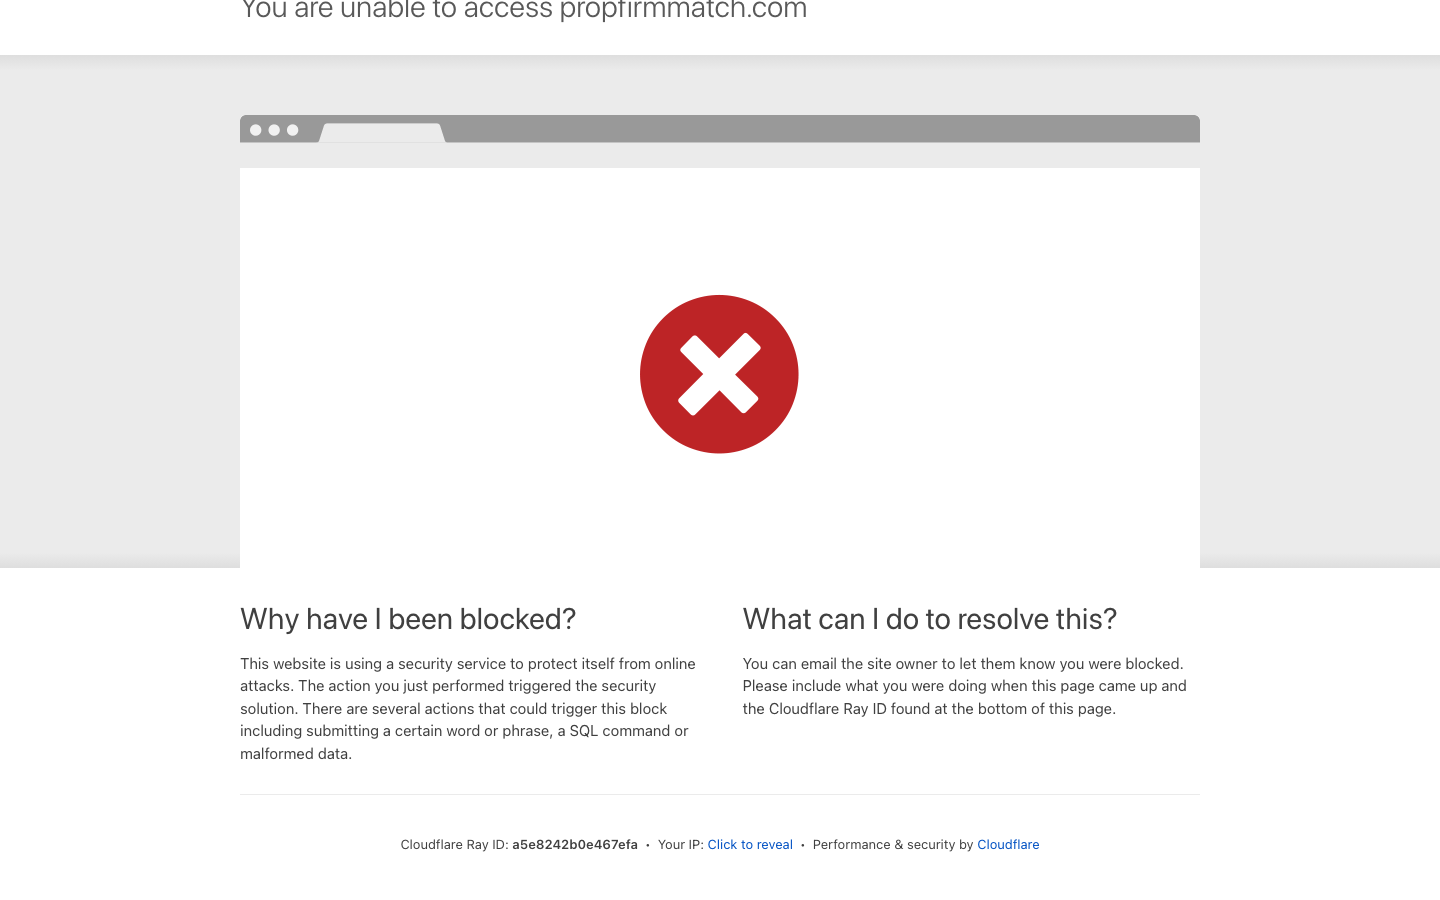 You are unable to access propfirmmatch.com
Why have I been blocked?
This website is using a security service to protect itself from online
attacks. The action you just performed triggered the security
solution. There are several actions that could trigger this block
including submitting a certain word or phrase, a SQL command or
malformed data.
What can I do to resolve this?
You can email the site owner to let them know you were blocked.
Please include what you were doing when this page came up and
the Cloudflare Ray ID found at the bottom of this page.
Cloudflare Ray ID: a5e8242b0e467efa • Your IP: Click to reveal • Performance & security by Cloudflare